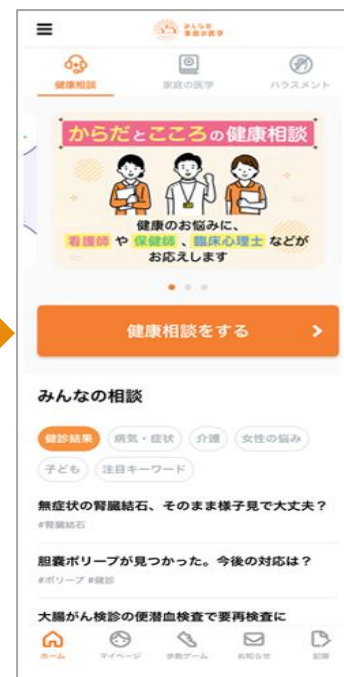 みんなの
家庭の医学
健康相談
家庭の医学
ハラスメント
からだとこころの健康相談
健康のお悩みに、
看護師 や 保健師 、臨床心理士 などが
お応えします
健康相談をする
みんなの相談
健診結果
病気・症状
介護
女性の悩み
子ども
注目キーワード
無症状の腎臓結石、そのまま様子見で大丈夫?
#腎臓結石
胆嚢ポリープが見つかった。今後の対応は?
#ポリープ #健診
大腸がん検診の便潜血検査で要再検査に
ホーム
マイページ
歩数ゲーム
お知らせ
記録